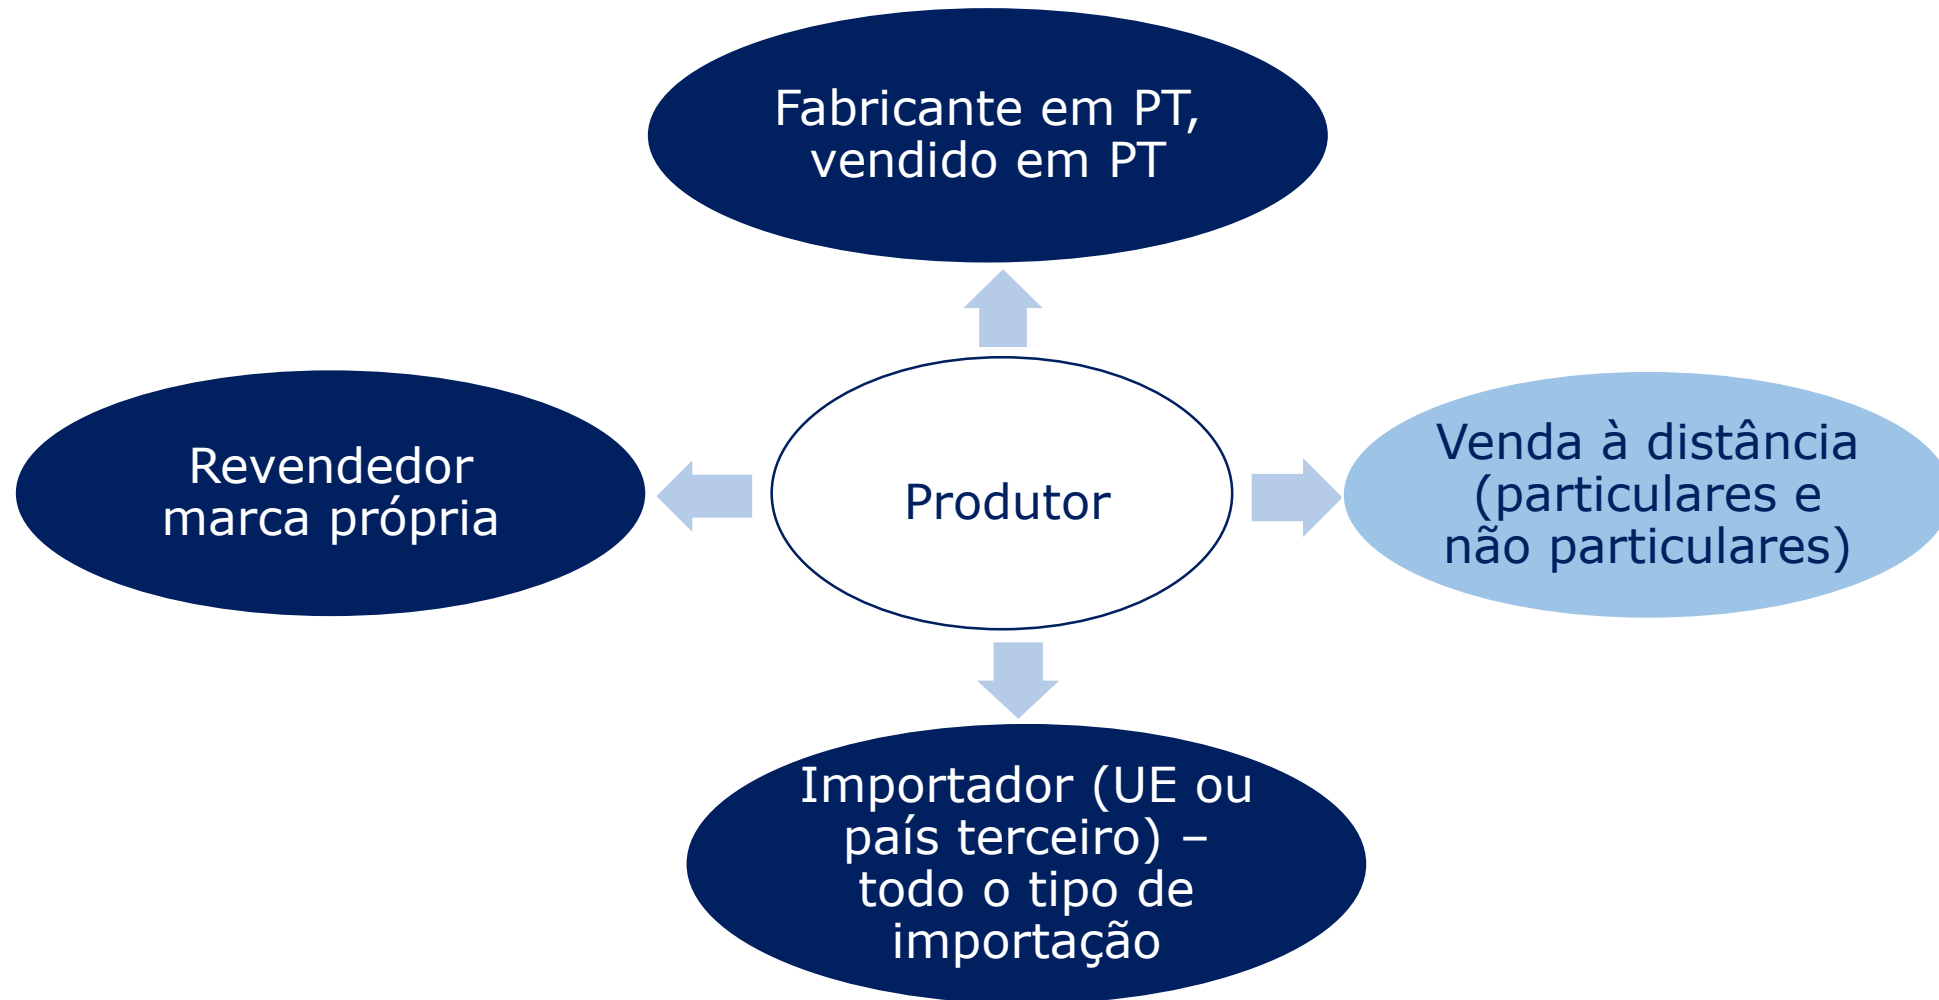 Fabricante em PT,
vendido em PT
Revendedor
marca própria
Produtor
Venda à distância
(particulares e
não particulares)
Importador (UE ou
país terceiro) –
todo o tipo de
importação